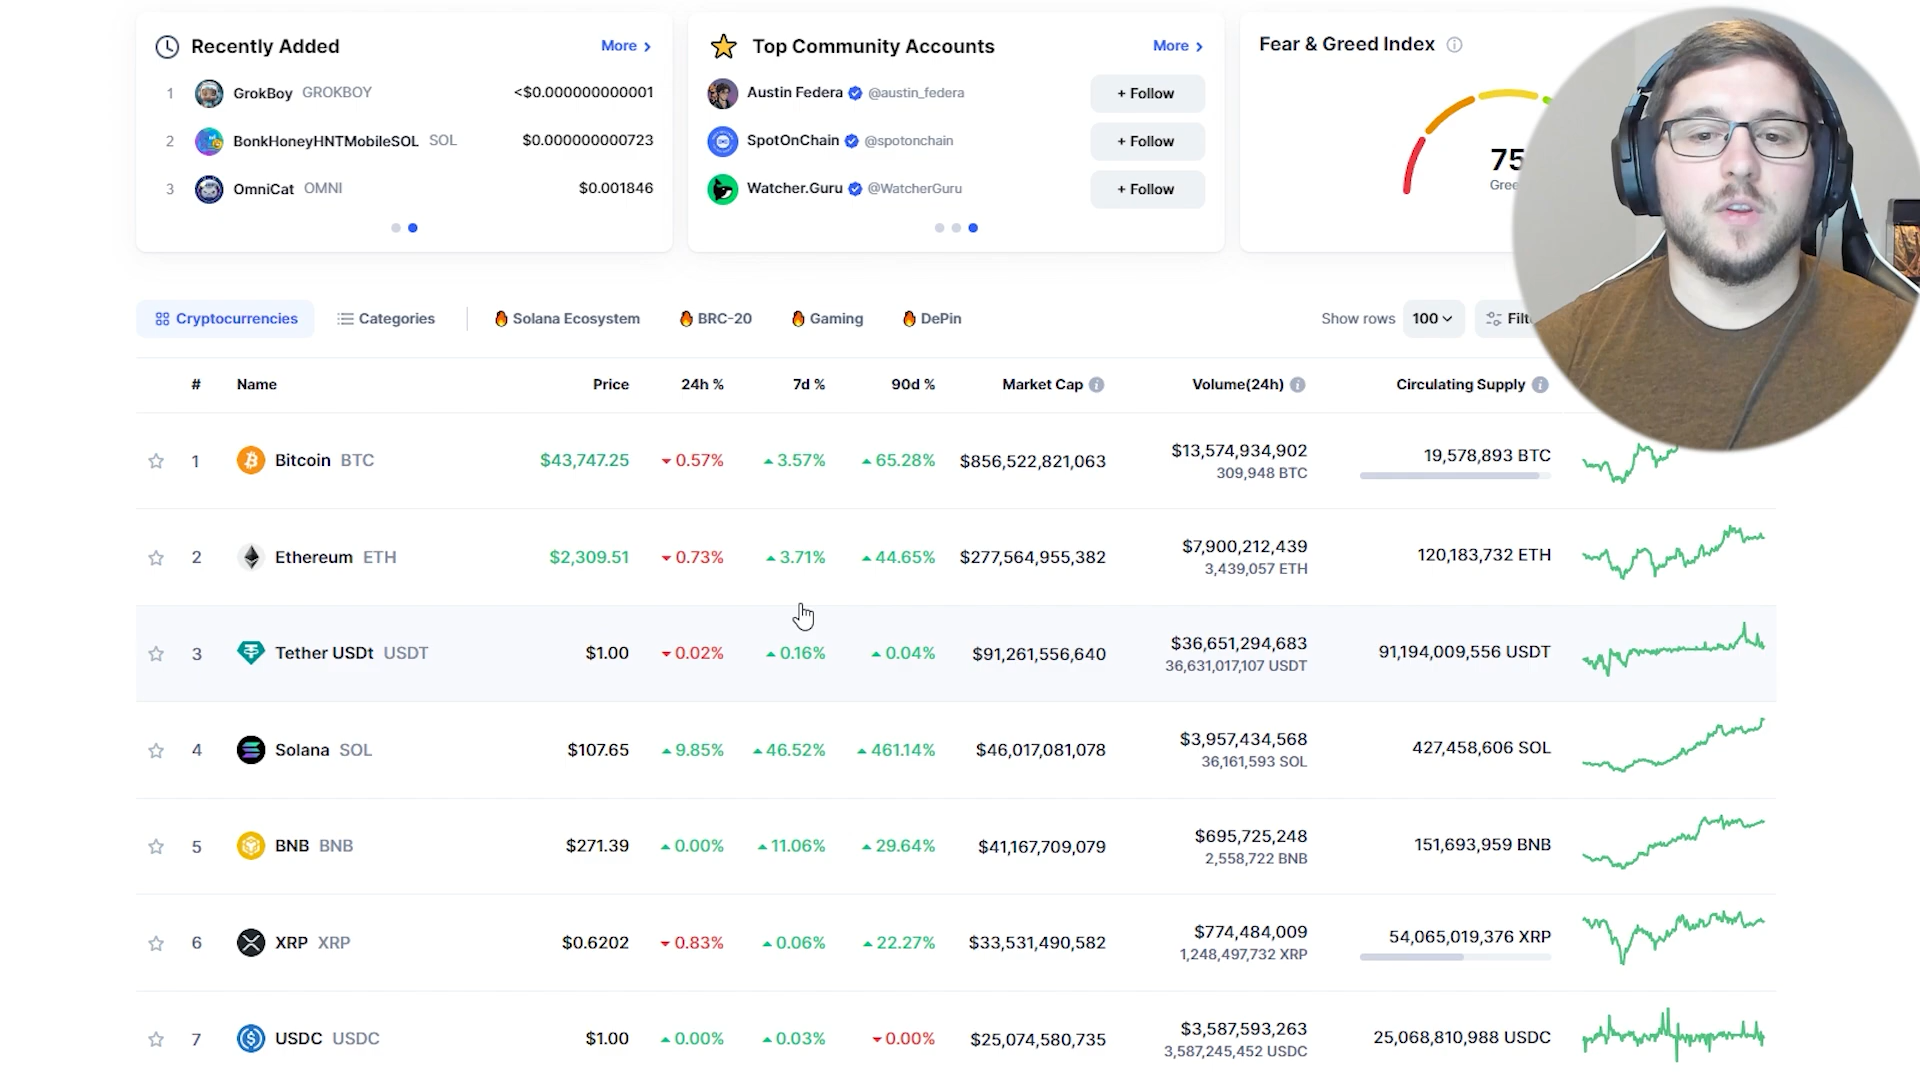 Recently Added
More >
1 GrokBoy GROKBOY <$0.000000000001
2 BonkHoneyHNTMobileSOL SOL $0.000000000723
3 OmniCat OMNI $0.001846
Top Community Accounts
More >
Austin Federa @austin_federa + Follow
SpotOnChain @spotonchain + Follow
Watcher.Guru @WatcherGuru + Follow
Fear & Greed Index
75
Cryptocurrencies Categories Solana Ecosystem BRC-20 Gaming DePin Show rows 100
# Name Price 24h % 7d % 90d % Market Cap Volume(24h) Circulating Supply
1 Bitcoin BTC $43,747.25 0.57% 3.57% 65.28% $856,522,821,063 $13,574,934,902 19,578,893 BTC
309,948 BTC
2 Ethereum ETH $2,309.51 0.73% 3.71% 44.65% $277,564,955,382 $7,900,212,439 120,183,732 ETH
3,439,057 ETH
3 Tether USDt USDT $1.00 0.02% 0.16% 0.04% $91,261,556,640 $36,651,294,683 91,194,009,556 USDT
36,631,017,107 USDT
4 Solana SOL $107.65 9.85% 46.52% 461.14% $46,017,081,078 $3,957,434,568 427,458,606 SOL
36,161,593 SOL
5 BNB BNB $271.39 0.00% 11.06% 29.64% $41,167,709,079 $695,725,248 151,693,959 BNB
2,558,722 BNB
6 XRP XRP $0.6202 0.83% 0.06% 22.27% $33,531,490,582 $774,484,009 54,065,019,376 XRP
1,248,497,732 XRP
7 USDC USDC $1.00 0.00% 0.03% 0.00% $25,074,580,735 $3,587,593,263 25,068,810,988 USDC
3,587,245,452 USDC